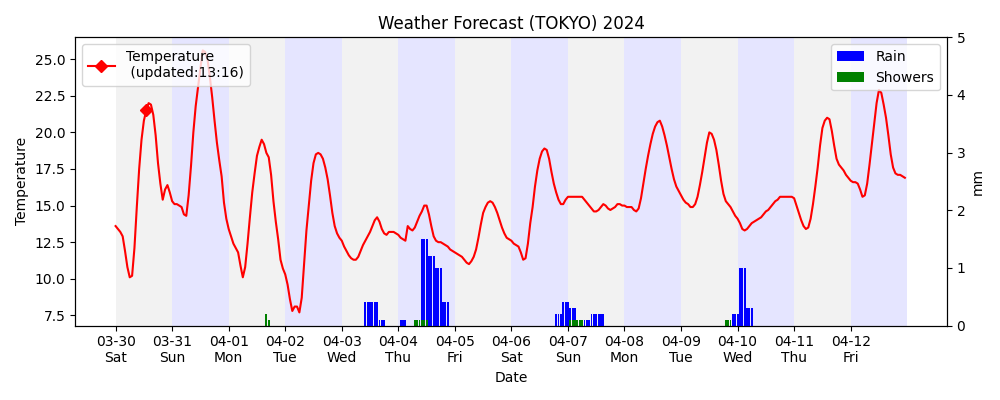 Weather Forecast (TOKYO) 2024
Temperature
(updated:13:16)
Rain
Showers
25.0
22.5
20.0
17.5
15.0
12.5
10.0
7.5
Temperature
5
4
3
2
1
0
mm
03-30 03-31 04-01 04-02 04-03 04-04 04-05 04-06 04-07 04-08 04-09 04-10 04-11 04-12
Sat Sun Mon Tue Wed Thu Fri Sat Sun Mon Tue Wed Thu Fri
Date